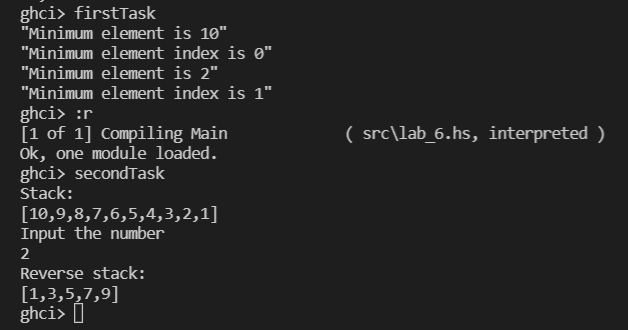 ghci> firstTask
"Minimum element is 10"
"Minimum element index is 0"
"Minimum element is 2"
"Minimum element index is 1"
ghci> :r
[1 of 1] Compiling Main             ( src\lab_6.hs, interpreted )
Ok, one module loaded.
ghci> secondTask
Stack:
[10,9,8,7,6,5,4,3,2,1]
Input the number
2
Reverse stack:
[1,3,5,7,9]
ghci>